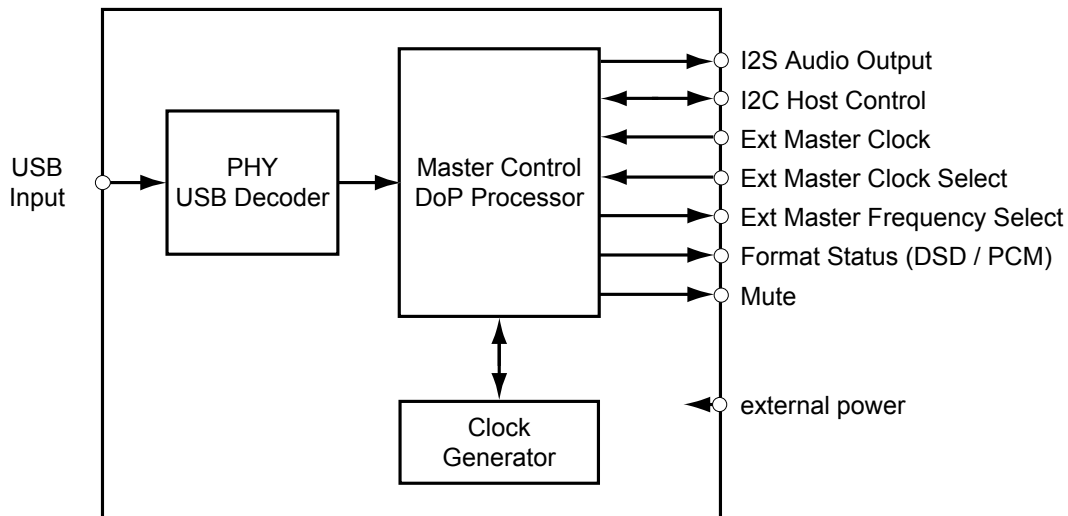 USB
Input
PHY
USB Decoder
Master Control
DoP Processor
Clock
Generator
I2S Audio Output
I2C Host Control
Ext Master Clock
Ext Master Clock Select
Ext Master Frequency Select
Format Status (DSD / PCM)
Mute
external power